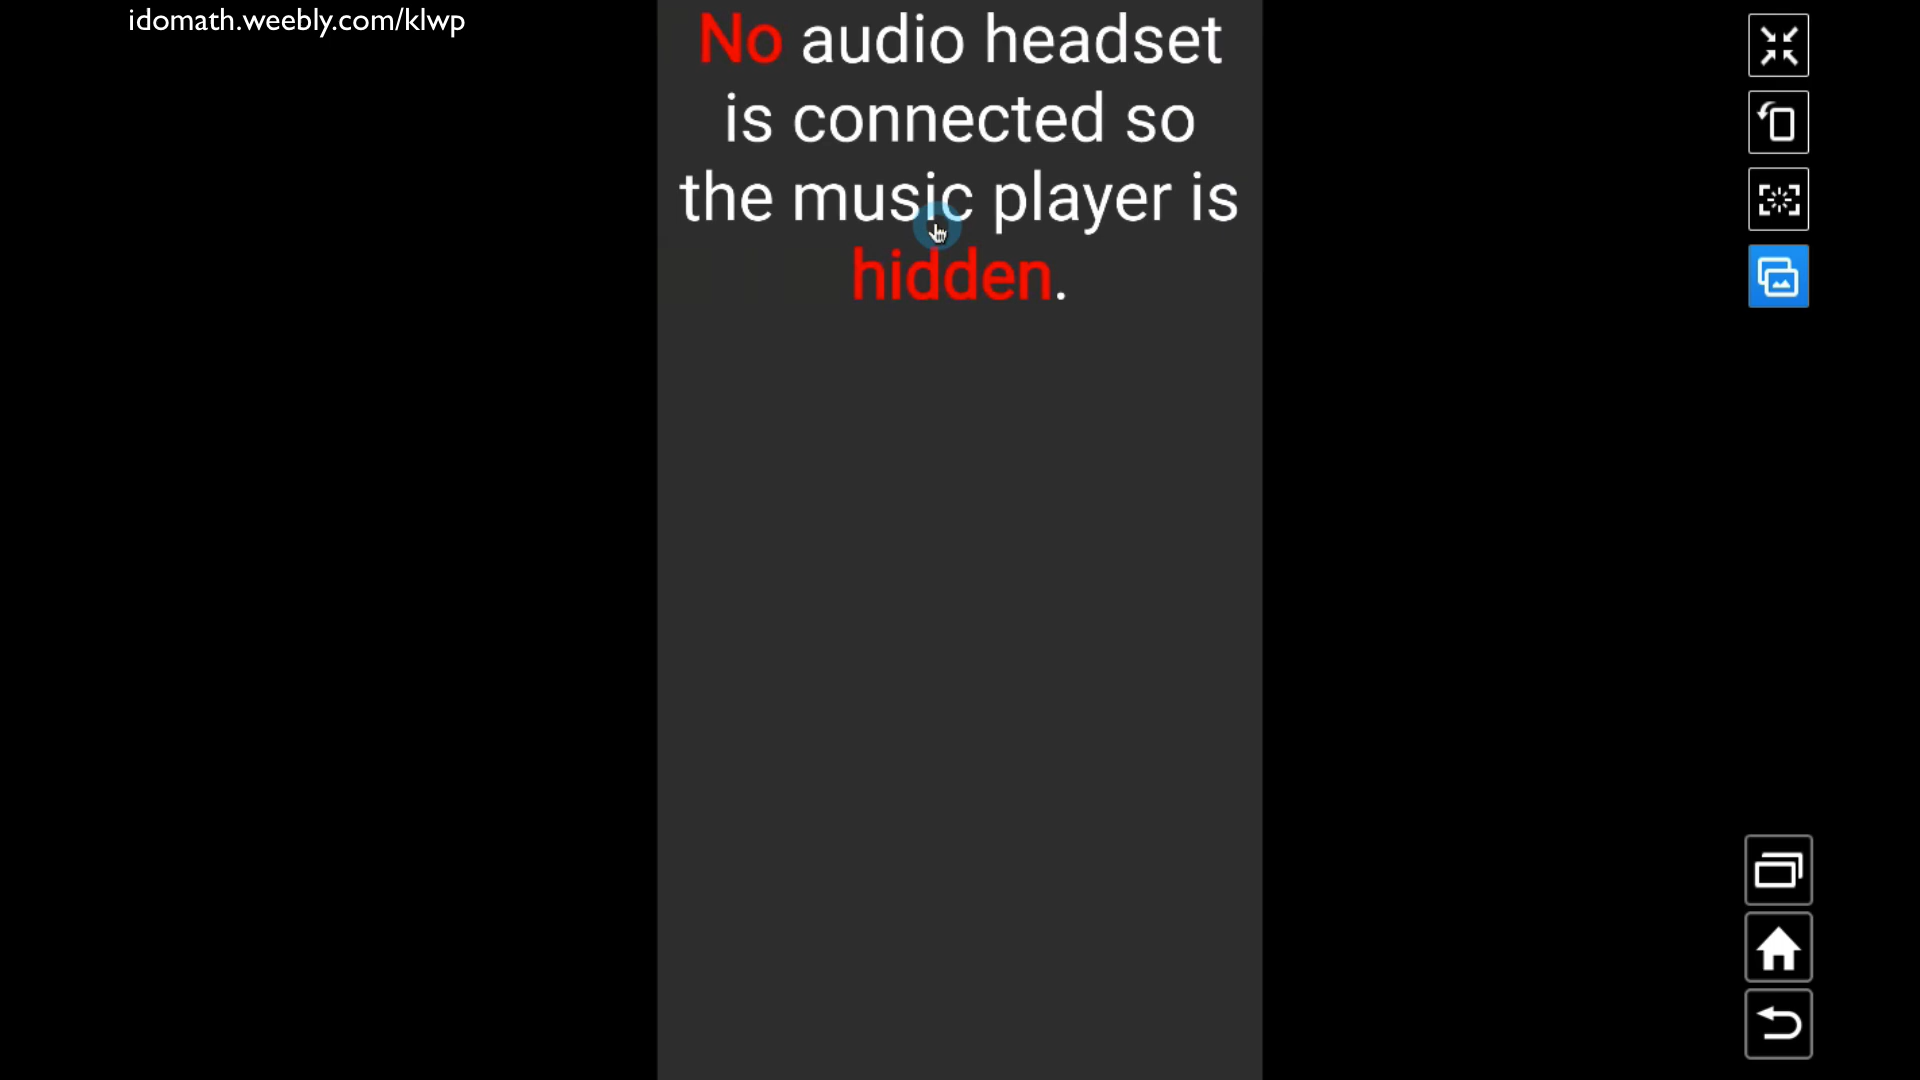 idomath.weebly.com/klwp
No audio headset
is connected so
the music player is
hidden.